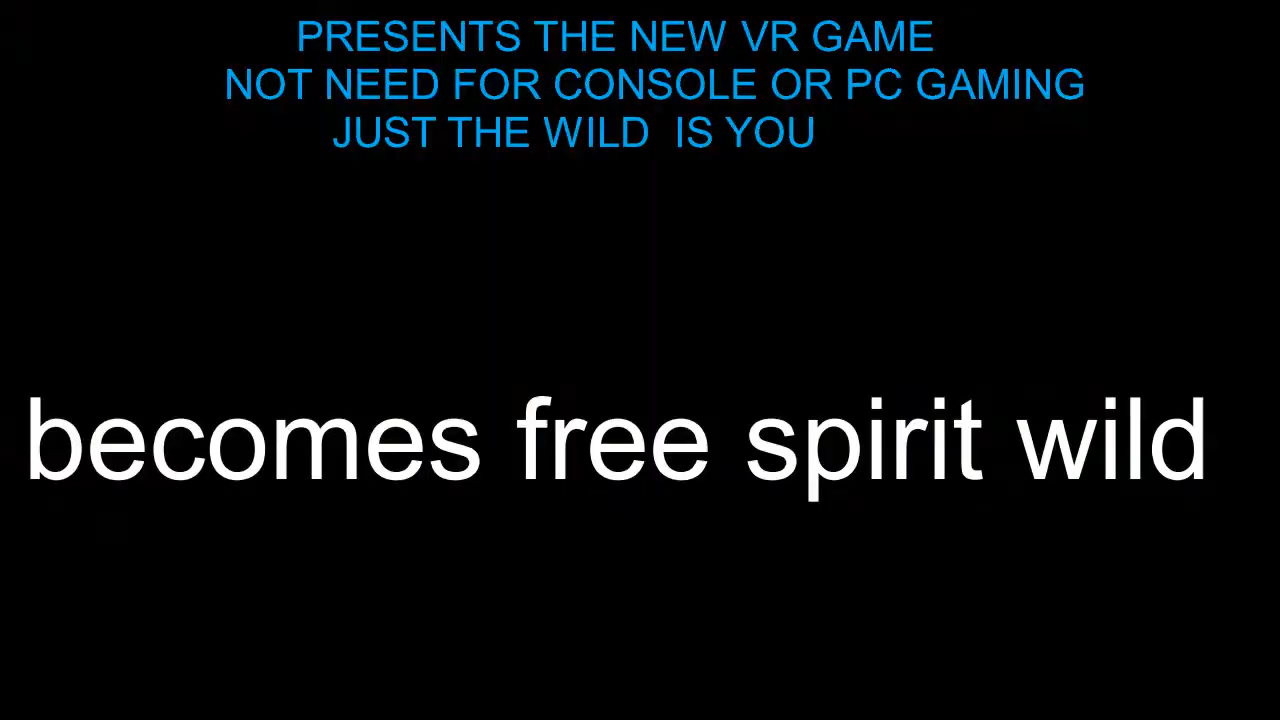 PRESENTS THE NEW VR GAME
NOT NEED FOR CONSOLE OR PC GAMING
JUST THE WILD  IS YOU
becomes free spirit wild